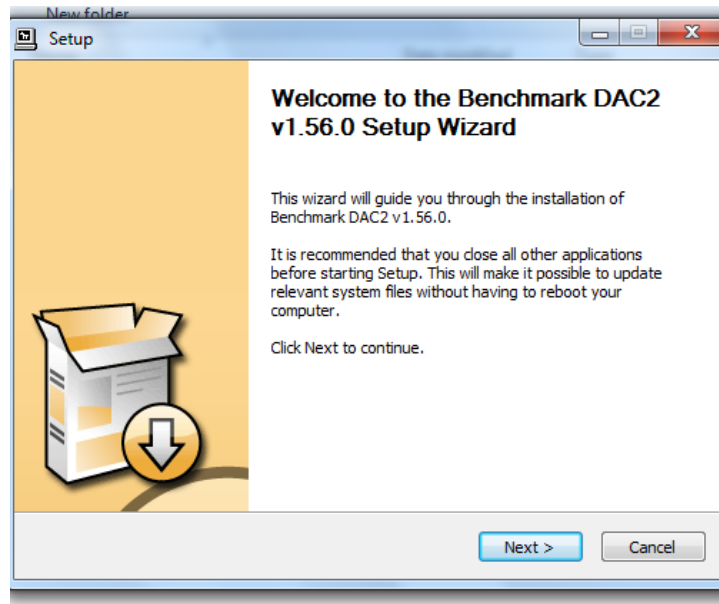 New folder
Setup
Welcome to the Benchmark DAC2
v1.56.0 Setup Wizard
This wizard will guide you through the installation of
Benchmark DAC2 v1.56.0.
It is recommended that you close all other applications
before starting Setup. This will make it possible to update
relevant system files without having to reboot your
computer.
Click Next to continue.
Next >
Cancel